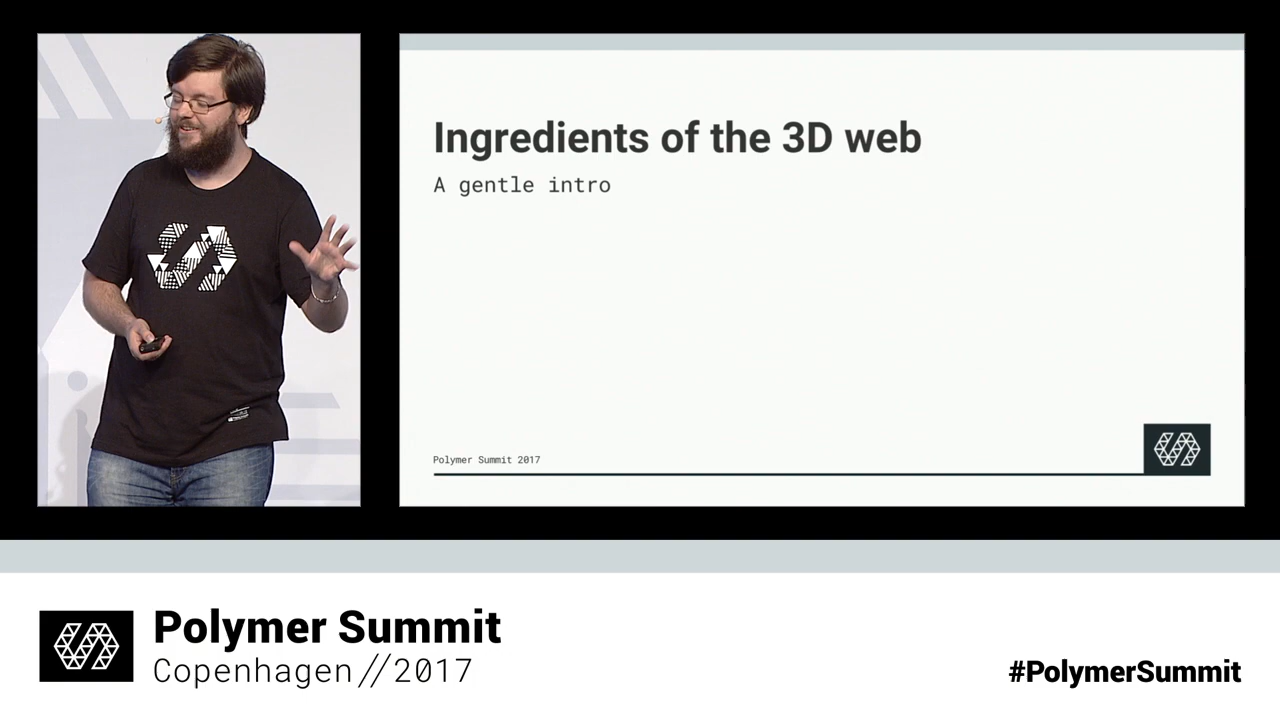 Ingredients of the 3D web
A gentle intro
Polymer Summit 2017
Polymer Summit
Copenhagen//2017
#PolymerSummit